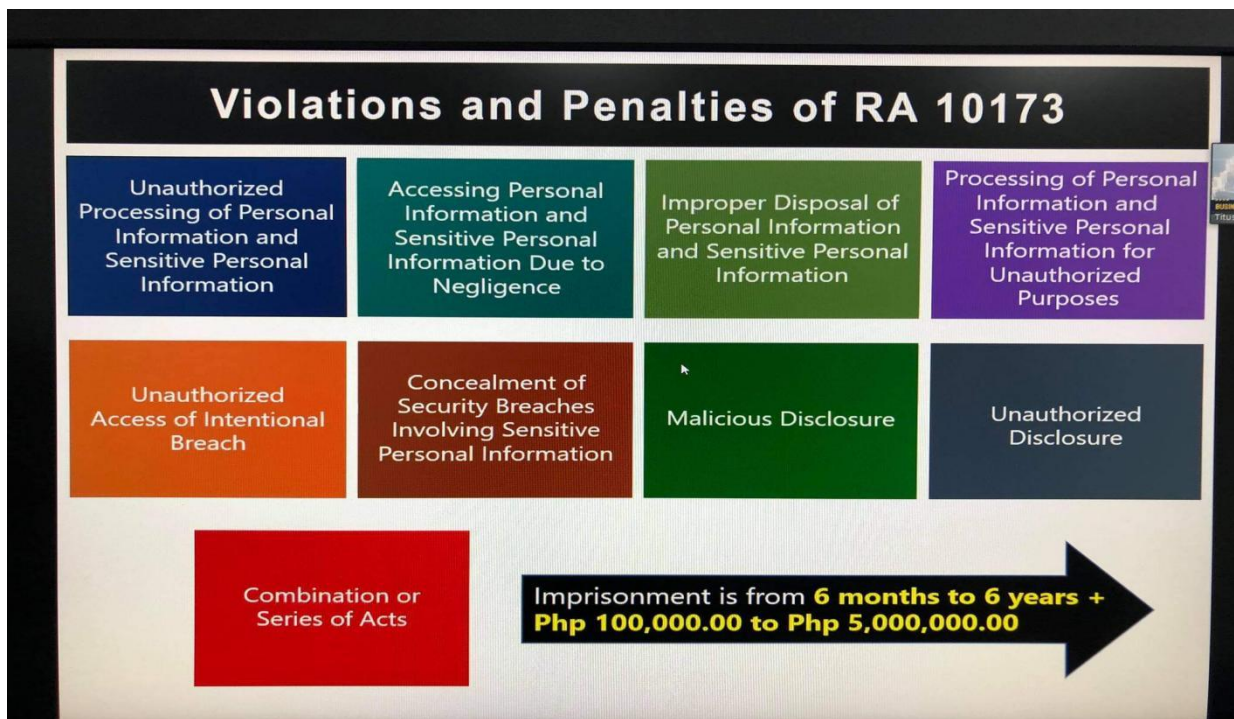 Violations and Penalties of RA 10173
Unauthorized
Processing of Personal
Information and
Sensitive Personal
Information
Accessing Personal
Information and
Sensitive Personal
Information Due to
Negligence
Improper Disposal of
Personal Information
and Sensitive Personal
Information
Processing of Personal
Information and
Sensitive Personal
Information for
Unauthorized
Purposes
Unauthorized
Access of Intentional
Breach
Concealment of
Security Breaches
Involving Sensitive
Personal Information
Malicious Disclosure
Unauthorized
Disclosure
Combination or
Series of Acts
Imprisonment is from 6 months to 6 years +
Php 100,000.00 to Php 5,000,000.00
Titus